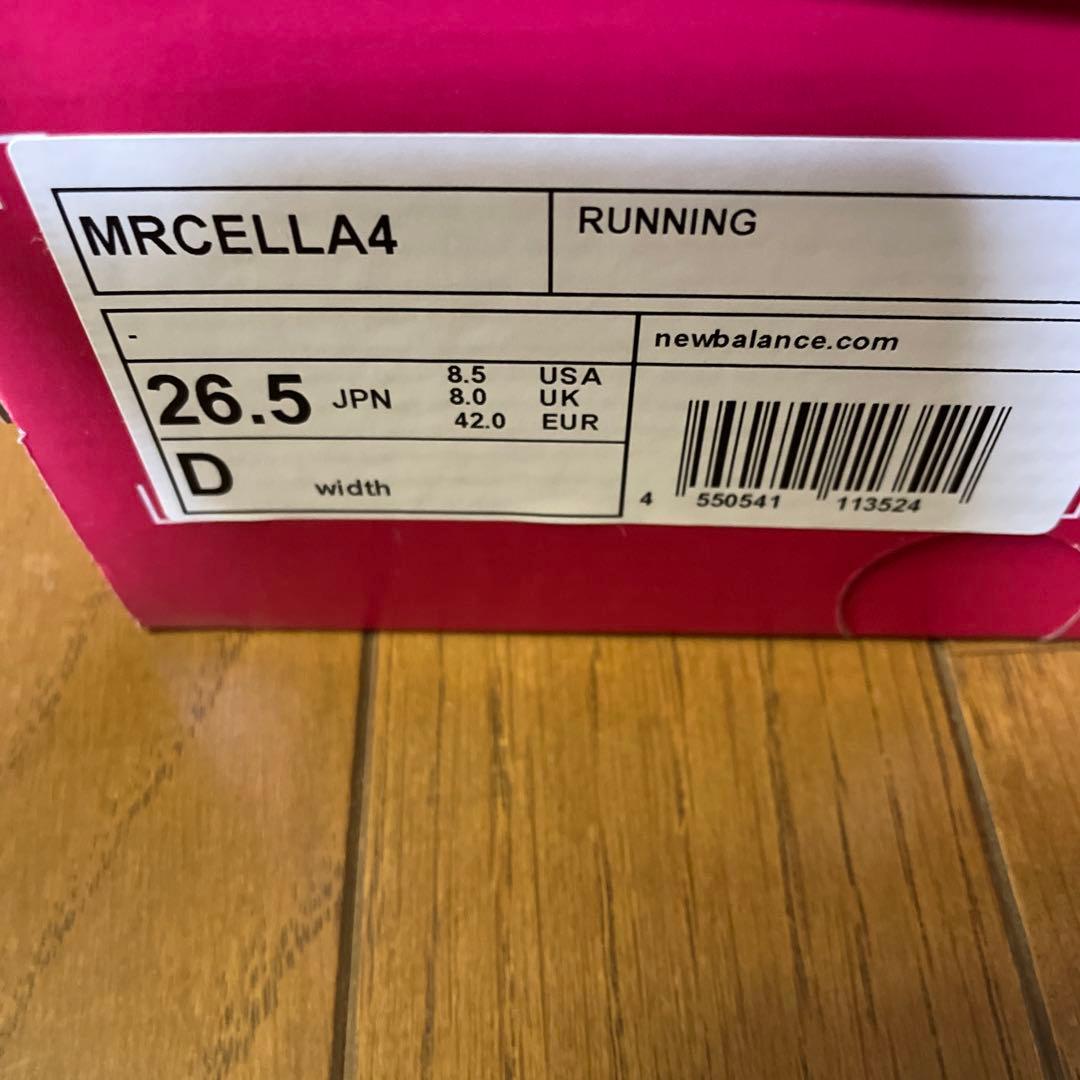 MRCELLA4
RUNNING
-
newbalance.com
26.5 JPN
8.5 USA
8.0 UK
42.0 EUR
D width
4 550541 113524